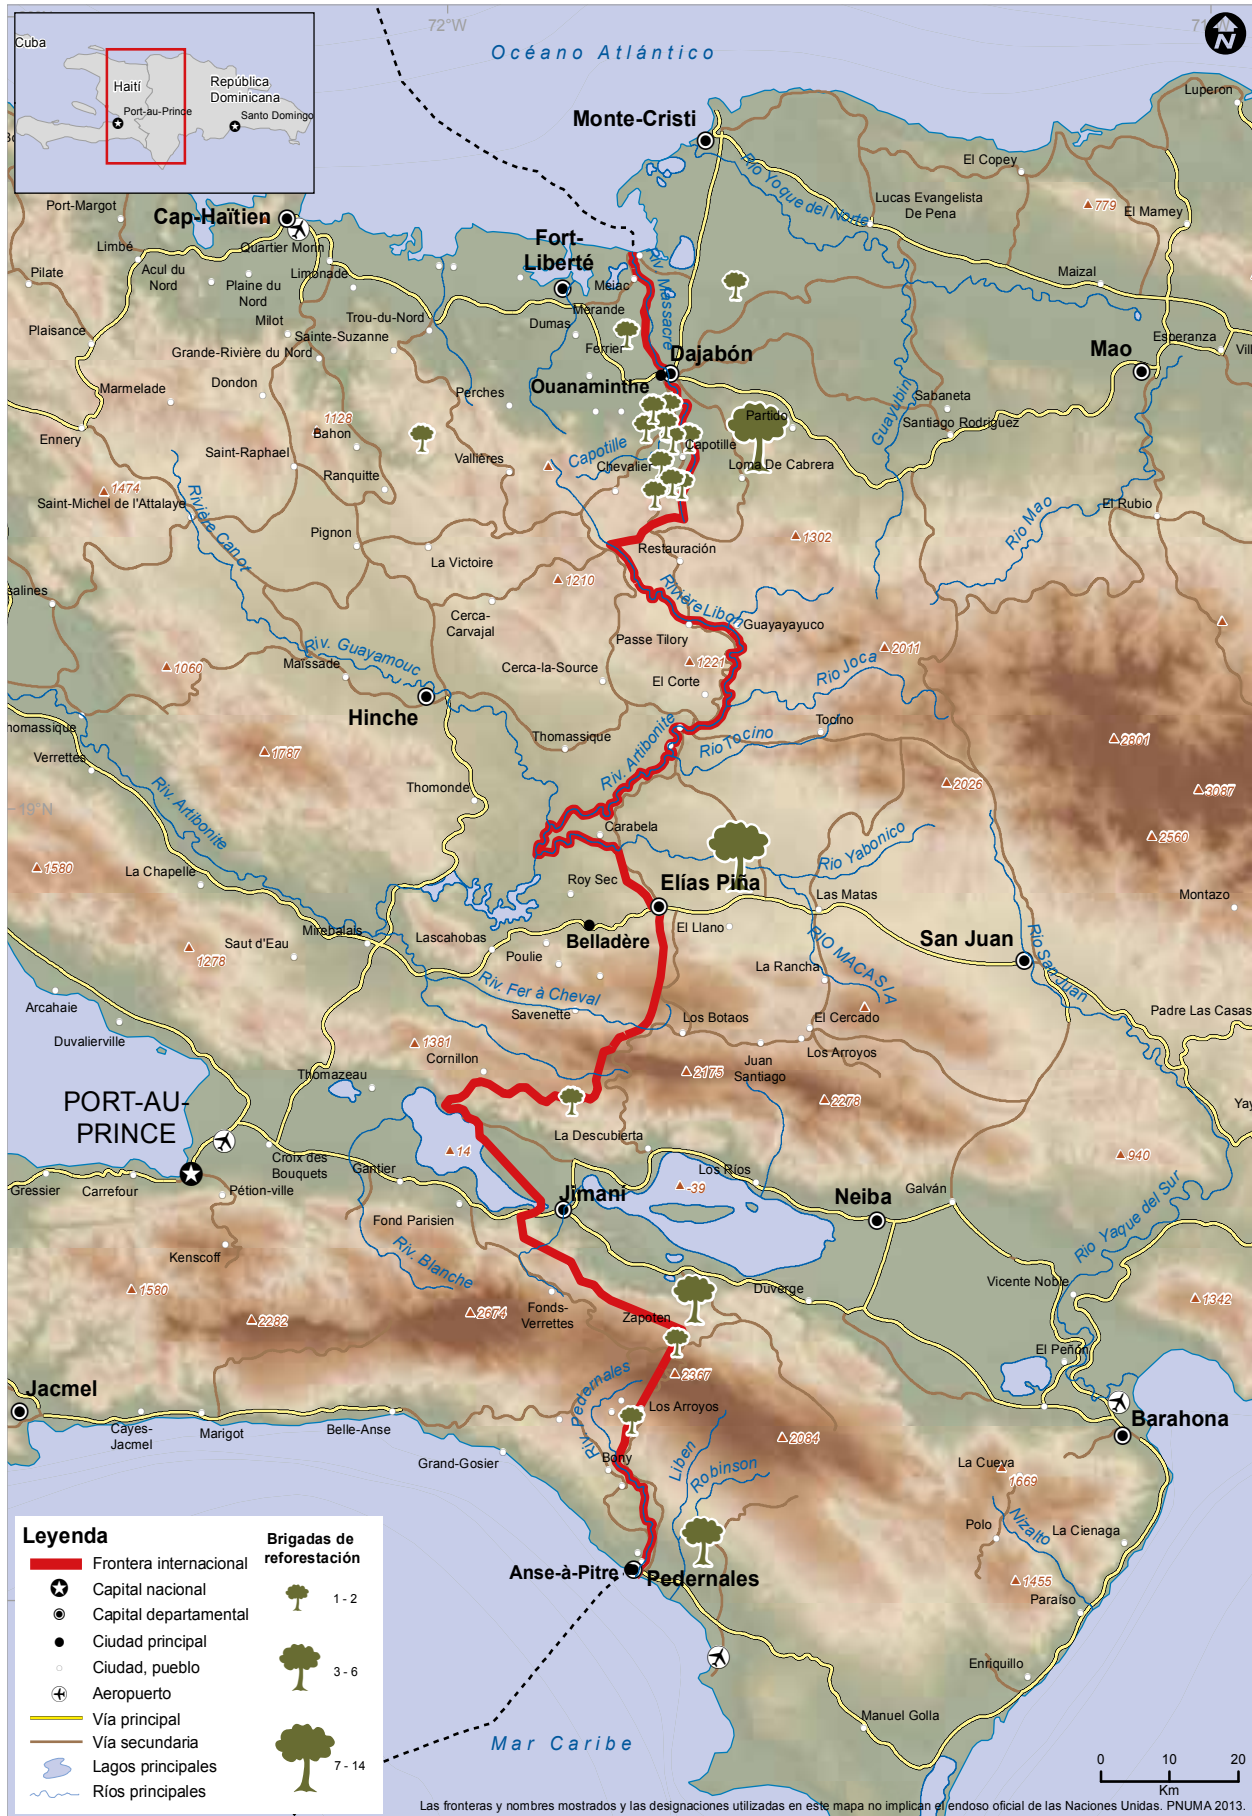 72°W
71°W
N
Océano Atlántico
Cuba
Haití
República
Dominicana
Port-au-Prince
Santo Domingo
Luperon
Monte-Cristi
El Copey
Rio Yoque del Norte
Lucas Evangelista
De Pena
779
El Mamey
Port-Margot
Cap-Haïtien
Quartier Morin
Limbé
Limonade
Pilate
Acul du
Nord
Plaine du
Nord
Fort-
Liberté
Meiac
Riv. Massacre
Maizal
Merande
Dumas
Ferrier
Trou-du-Nord
Milot
Sainte-Suzanne
Plaisance
Grande-Rivière du Nord
Dajabón
Ouanaminthe
Mao
Esperanza
Marmelade
Dondon
Perches
Guayubin
Sabaneta
Santiago Rodriguez
Partido
1128
Bahon
Ennery
Saint-Raphael
Ranquitte
Vallières
Capotille
Capotille
Chevalier
Loma De Cabrera
1474
Saint-Michel de l'Attalaye
Rivière Canot
Pignon
La Victoire
1302
Restauración
Rio Mao
El Rubio
1210
Rivière Libon
Cerca-
Carvajal
Passe Tilory
Guayayayuco
Riv. Guayamouc
Maïssade
1060
Cerca-la-Source
1221
El Corte
2011
Rio Joca
Hinche
Thomassique
Riv. Artibonite
Rio Tocino
Tocino
2801
1787
Verrettes
Thomonde
2026
3087
19°N
Riv. Artibonite
Carabela
Rio Yabonico
2560
1580
La Chapelle
Roy Sec
Elías Piña
Las Matas
Montazo
Mirebalais
Lascahobas
Belladère
El Llano
San Juan
Saut d'Eau
1278
Poulie
Rio San Juan
RIO MACASIA
La Rancha
Arcahaie
Riv. Fer à Cheval
Savenette
Los Botaos
El Cercado
Padre Las Casas
Duvalierville
1381
Cornillon
Juan
Santiago
Los Arroyos
2175
Thomazeau
2278
PORT-AU-
PRINCE
La Descubierta
14
940
Croix des
Bouquets
Gantier
Los Ríos
-39
Gressier
Carrefour
Pétion-ville
Jimaní
Neiba
Galván
Fond Parisien
Rio Yaque del Sur
Kenscoff
Riv. Blanche
1580
2282
2674
Fonds-
Verrettes
Zapoten
Duverge
Vicente Noble
1342
El Peñón
2367
Jacmel
Riv. Pedernales
Los Arroyos
Cayes-
Jacmel
Marigot
Belle-Anse
Barahona
2084
Grand-Gosier
Bony
Liben
Robinson
La Cueva
1669
Nizalto
Polo
La Cienaga
1455
Paraíso
Anse-à-Pitre
Pedernales
Enriquillo
Manuel Golla
Mar Caribe
Leyenda
Frontera internacional
Capital nacional
Capital departamental
Ciudad principal
Ciudad, pueblo
Aeropuerto
Vía principal
Vía secundaria
Lagos principales
Ríos principales
Brigadas de
reforestación
1 - 2
3 - 6
7 - 14
0 10 20
Km
Las fronteras y nombres mostrados y las designaciones utilizadas en este mapa no implican el endoso oficial de las Naciones Unidas. PNUMA 2013.